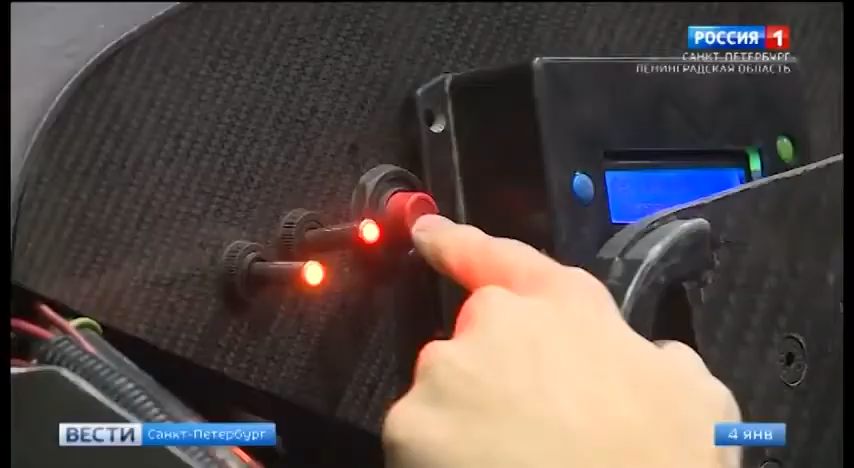 РОССИЯ 1
САНКТ-ПЕТЕРБУРГ
ЛЕНИНГРАДСКАЯ ОБЛАСТЬ
ВЕСТИ Санкт-Петербург
4 янв